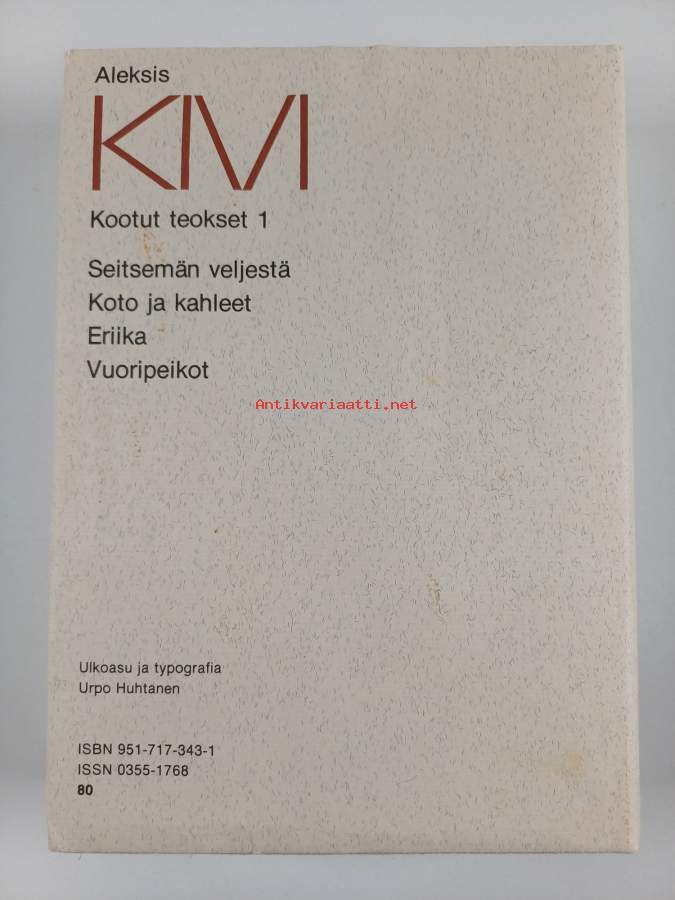 Aleksis
KIVI
Kootut teokset 1
Seitsemän veljestä
Koto ja kahleet
Eriika
Vuoripeikot
Antikvariaatti.net
Ulkoasu ja typografia
Urpo Huhtanen
ISBN 951-717-343-1
ISSN 0355-1768
80